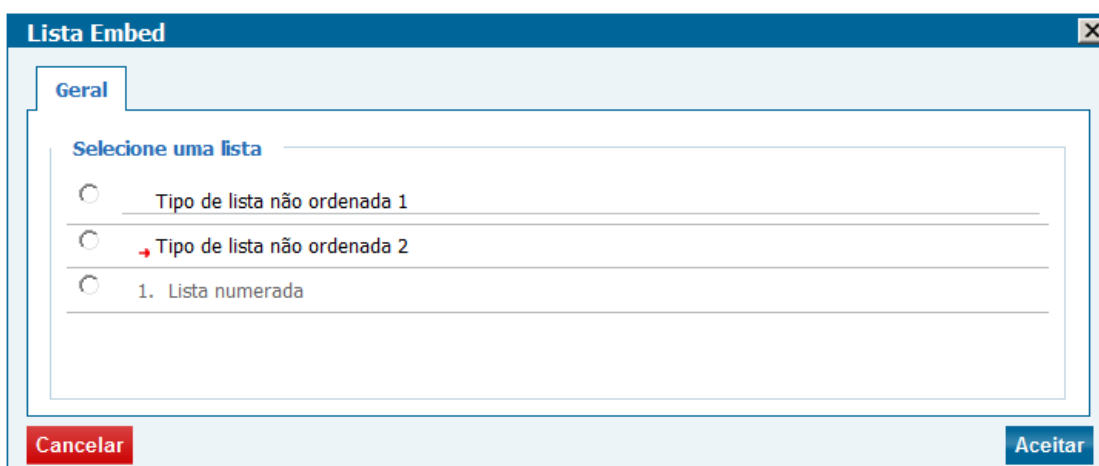 Lista Embed
Geral
Selecione uma lista
Tipo de lista não ordenada 1
Tipo de lista não ordenada 2
1. Lista numerada
Cancelar
Aceitar